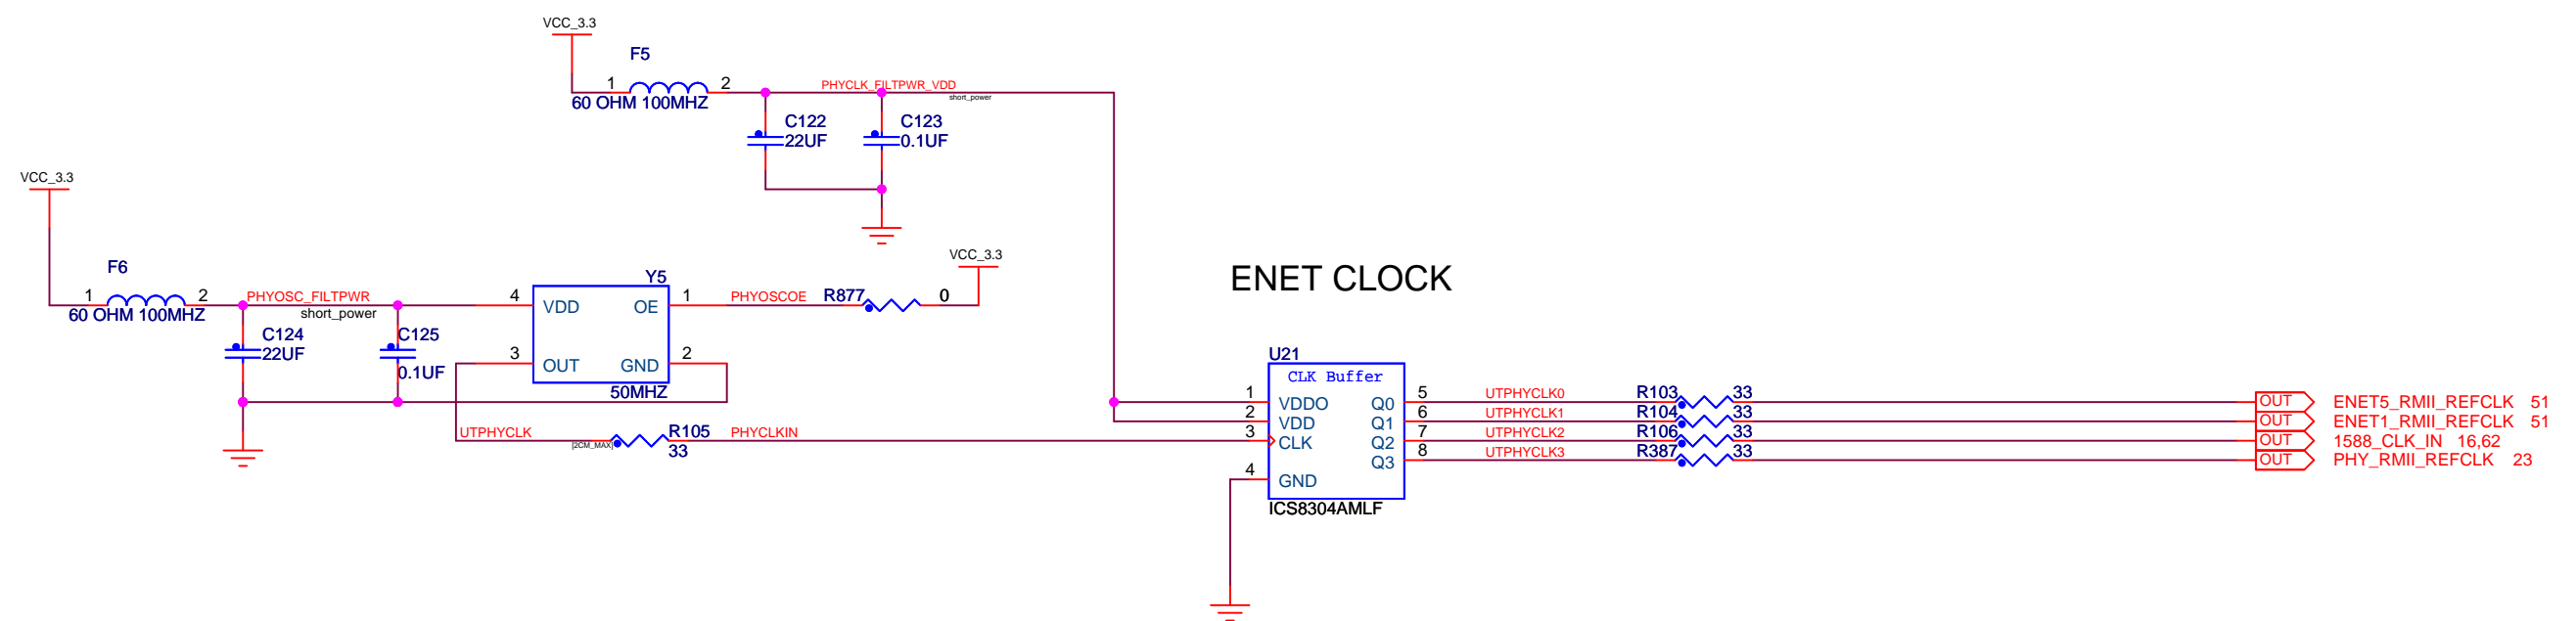 VCC_3.3
F5
1 2
60 OHM 100MHZ
PHYCLK_FILTPWR_VDD
short_power
C122
22UF
C123
0.1UF
VCC_3.3
F6
1 2
60 OHM 100MHZ
PHYOSC_FILTPWR
short_power
C124
22UF
C125
0.1UF
Y5
4 VDD OE 1
3 OUT GND 2
50MHZ
PHYOSCOE R877 0
VCC_3.3
UTPHYCLK
[2CM_MAX]
R105
33
PHYCLKIN
ENET CLOCK
U21
CLK Buffer
1 VDDO Q0 5 UTPHYCLK0 R103 33 OUT ENET5_RMII_REFCLK 51
2 VDD Q1 6 UTPHYCLK1 R104 33 OUT ENET1_RMII_REFCLK 51
3 CLK Q2 7 UTPHYCLK2 R106 33 OUT 1588_CLK_IN 16,62
Q3 8 UTPHYCLK3 R387 33 OUT PHY_RMII_REFCLK 23
4 GND
ICS8304AMLF